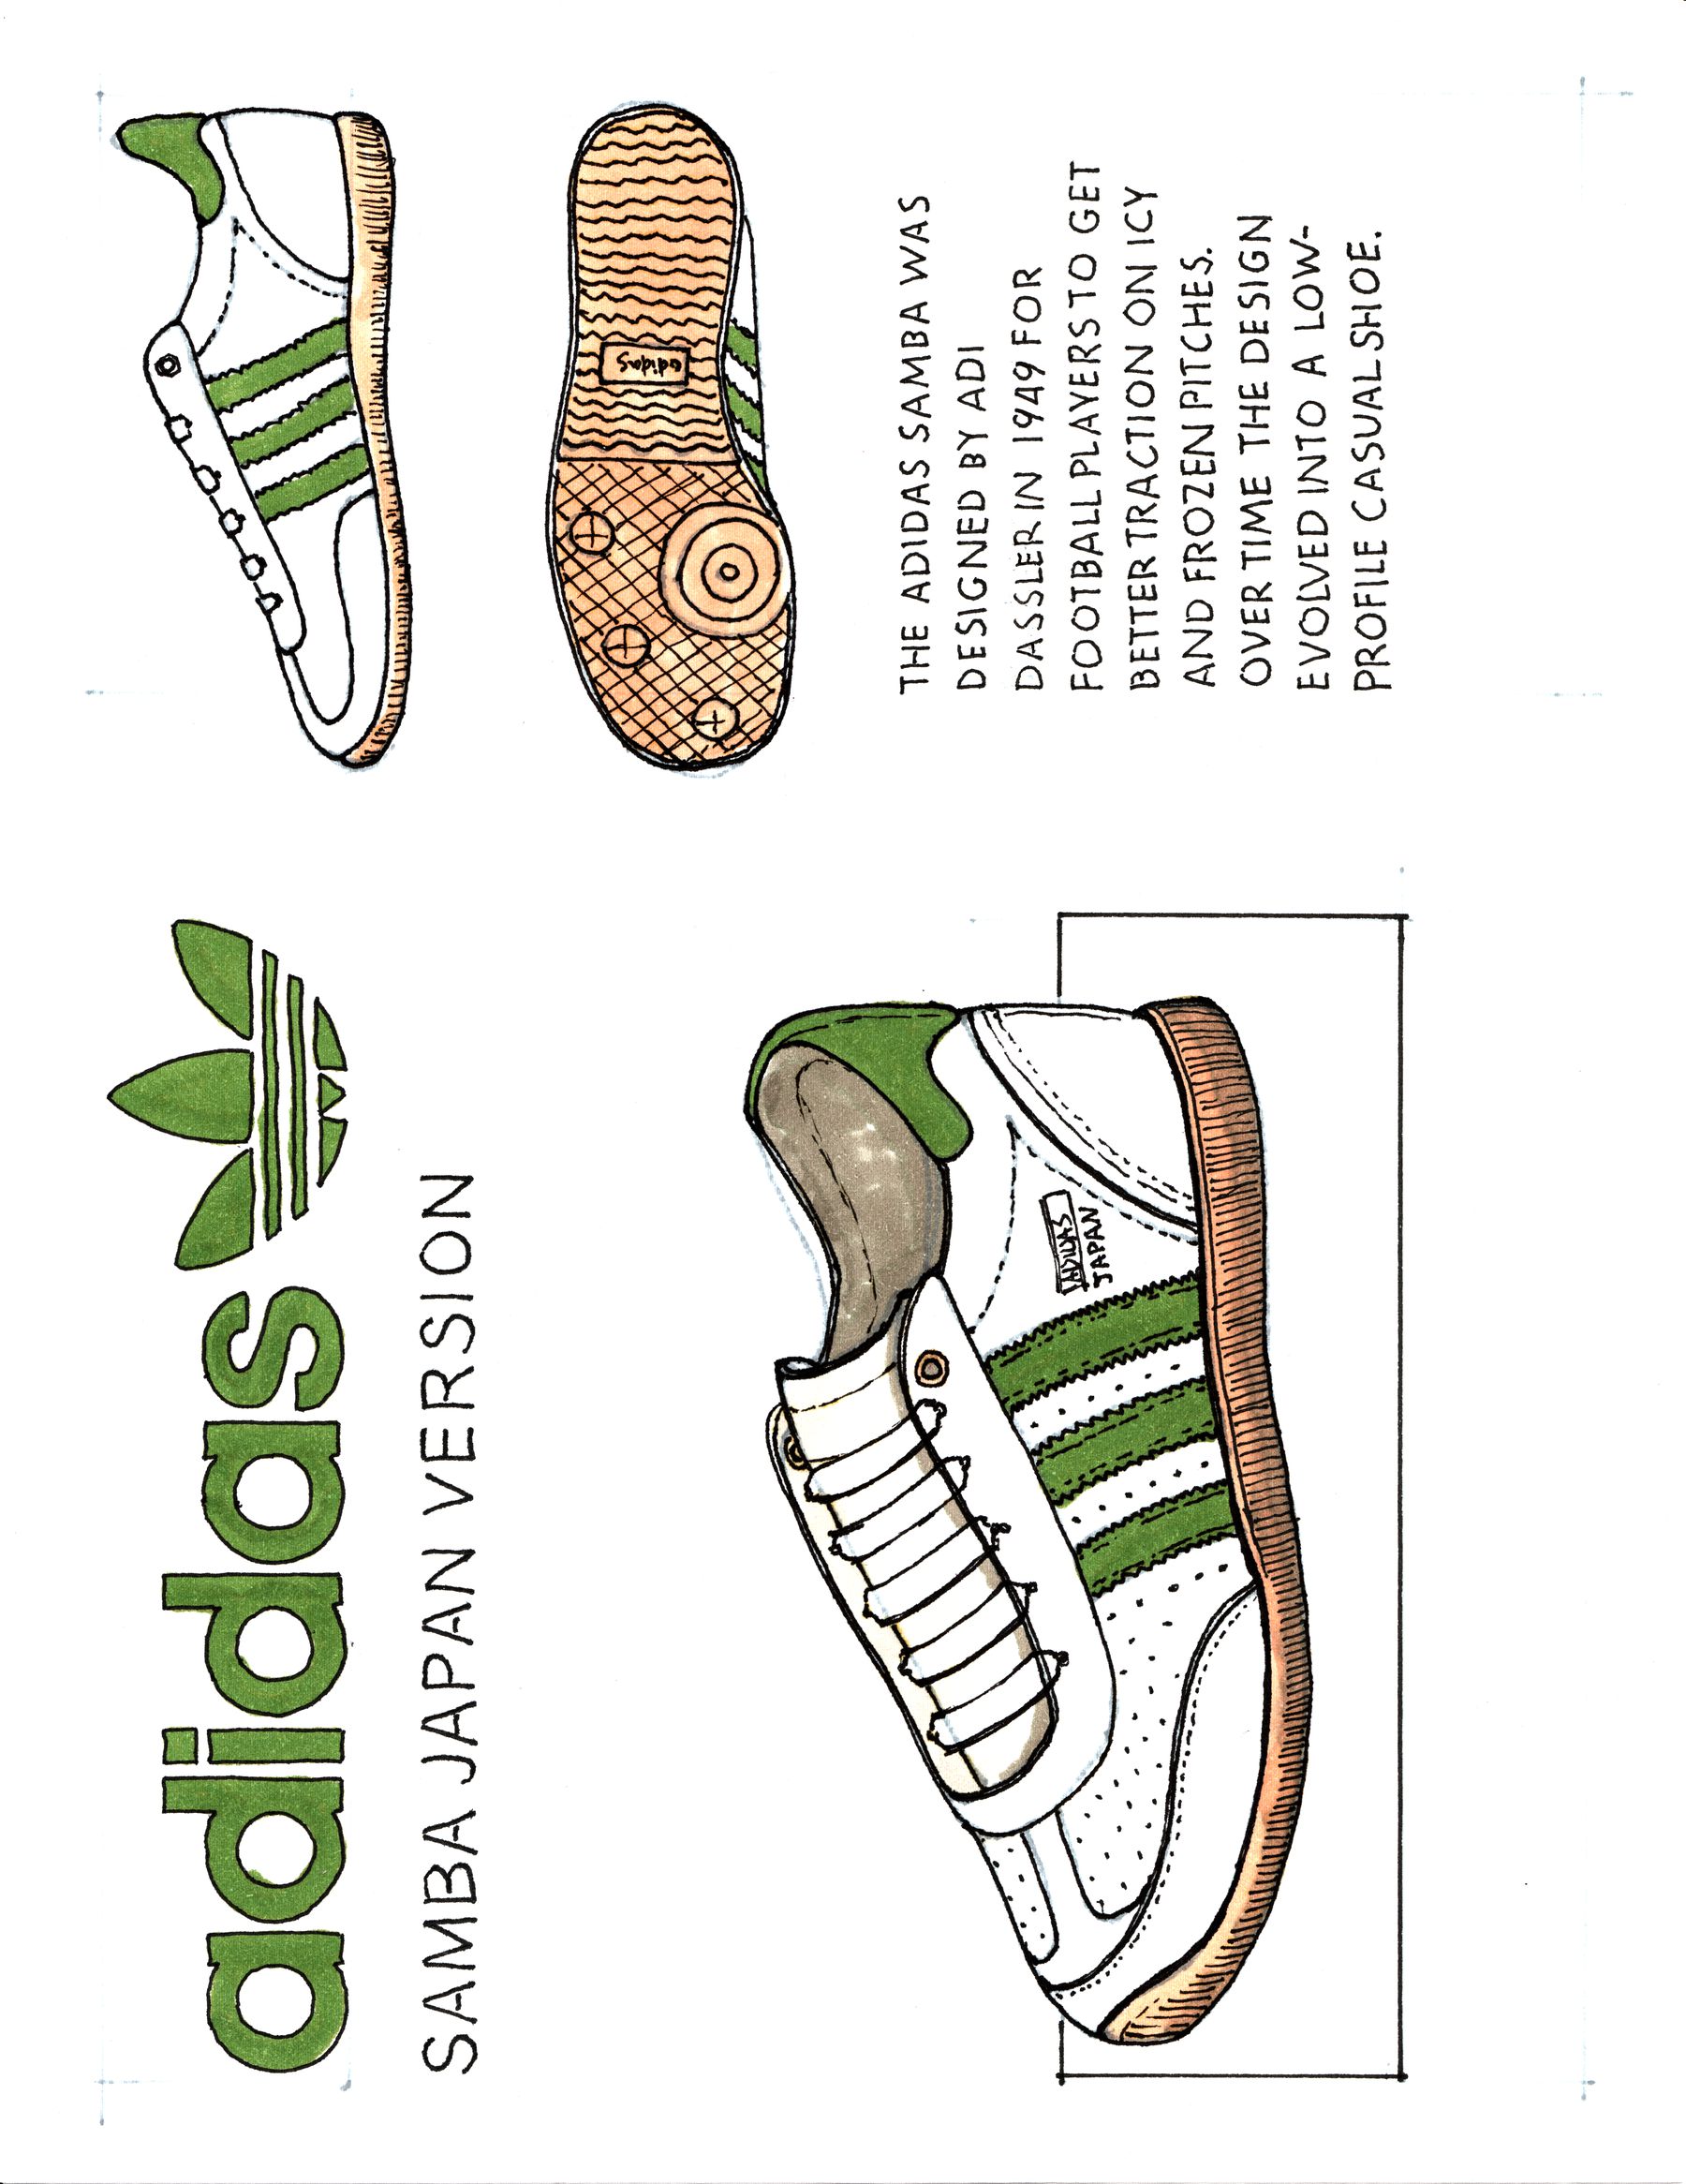 adidas
SAMBA JAPAN VERSION
ADIDAS
JAPAN
adidas
THE ADIDAS SAMBA WAS
DESIGNED BY ADI
DASSLER IN 1949 FOR
FOOTBALL PLAYERS TO GET
BETTER TRACTION ON ICY
AND FROZEN PITCHES.
OVER TIME THE DESIGN
EVOLVED INTO A LOW-
PROFILE CASUAL SHOE.